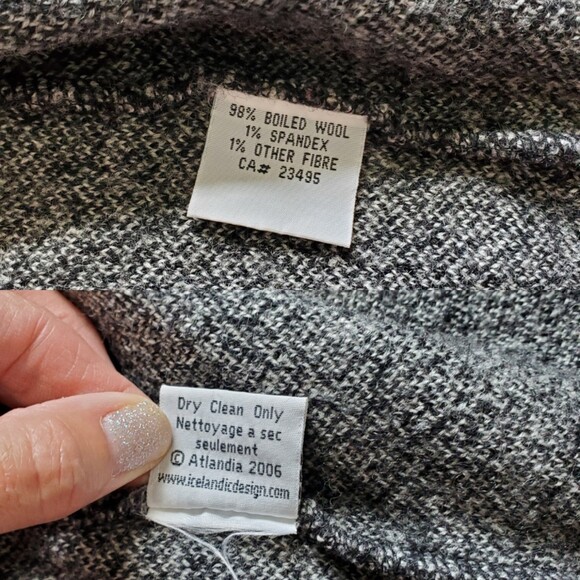 98% BOILED WOOL
1% SPANDEX
1% OTHER FIBRE
CA# 23495
Dry Clean Only
Nettoyage a sec
seulement
© Atlandia 2006
www.icelandicdesign.com